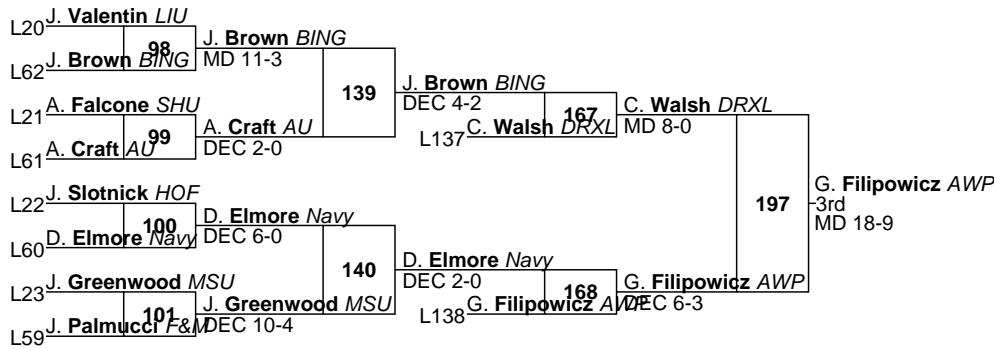 L20 J. Valentin LIU
98
L62 J. Brown BING
J. Brown BING
MD 11-3
L21 A. Falcone SHU
99
L61 A. Craft AU
A. Craft AU
DEC 2-0
139
J. Brown BING
DEC 4-2
L137 C. Walsh DRXL
167
C. Walsh DRXL
MD 8-0
L22 J. Slotnick HOF
100
L60 D. Elmore Navy
D. Elmore Navy
DEC 6-0
L23 J. Greenwood MSU
101
L59 J. Palmucci F&M
J. Greenwood MSU
DEC 10-4
140
D. Elmore Navy
DEC 2-0
L138 G. Filipowicz AWP
168
G. Filipowicz AWP
DEC 6-3
197
G. Filipowicz AWP
3rd
MD 18-9